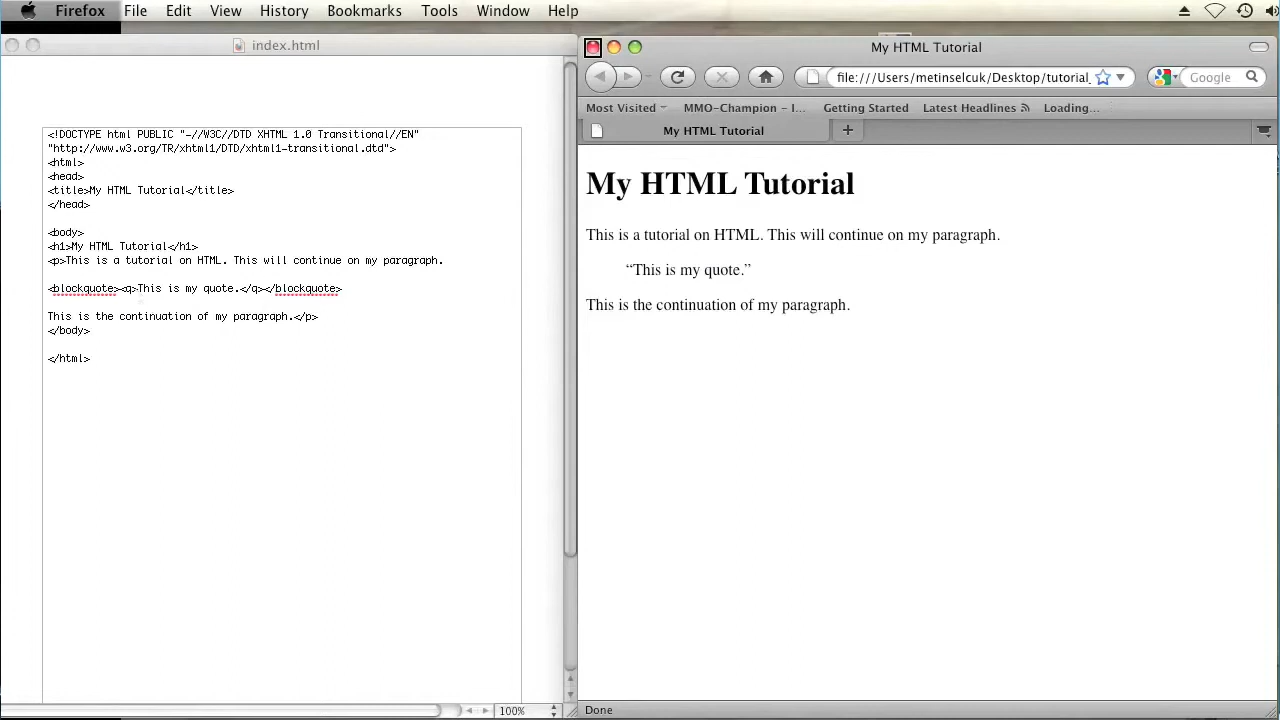 Firefox File Edit View History Bookmarks Tools Window Help
index.html
<!DOCTYPE html PUBLIC "-//W3C//DTD XHTML 1.0 Transitional//EN"
"http://www.w3.org/TR/xhtml1/DTD/xhtml1-transitional.dtd">
<html>
<head>
<title>My HTML Tutorial</title>
</head>
<body>
<h1>My HTML Tutorial</h1>
<p>This is a tutorial on HTML. This will continue on my paragraph.
<blockquote><q>This is my quote.</q></blockquote>
This is the continuation of my paragraph.</p>
</body>
</html>
100%
My HTML Tutorial
file:///Users/metinselcuk/Desktop/tutorial_ Google
Most Visited MMO-Champion - I... Getting Started Latest Headlines Loading...
My HTML Tutorial
My HTML Tutorial
This is a tutorial on HTML. This will continue on my paragraph.
“This is my quote.”
This is the continuation of my paragraph.
Done